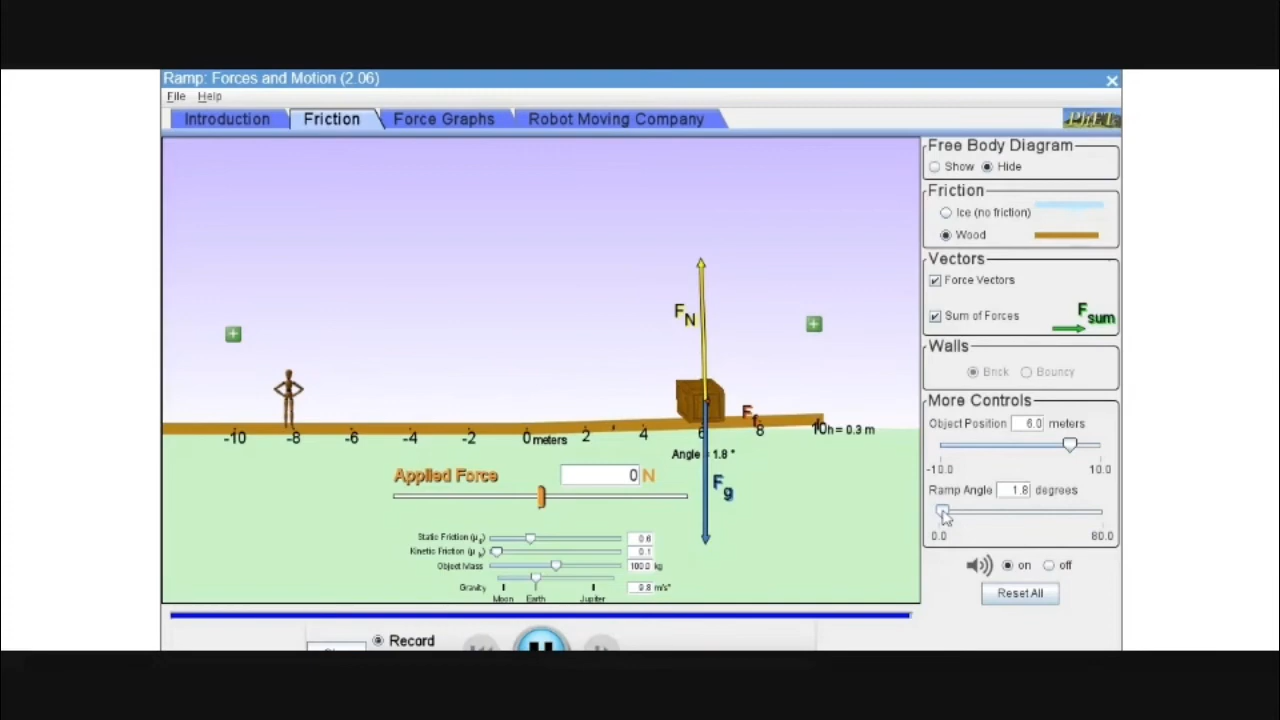 Ramp: Forces and Motion (2.06)
File Help
Introduction Friction Force Graphs Robot Moving Company
PhET
Free Body Diagram
Show Hide
Friction
Ice (no friction)
Wood
Vectors
Force Vectors
Sum of Forces
F sum
Walls
Brick Bouncy
More Controls
Object Position 6.0 meters
-10.0 10.0
Ramp Angle 1.8 degrees
0.0 80.0
on off
Reset All
FN
Ff
-10 -8 -6 -4 -2 0 meters 2 4 6 8 10 h = 0.3 m
Angle = 1.8 °
Fg
Applied Force 0 N
Static Friction (μs) 0.6
Kinetic Friction (μk) 0.1
Object Mass 100.0 kg
Gravity 9.8 m/s²
Moon Earth Jupiter
Record